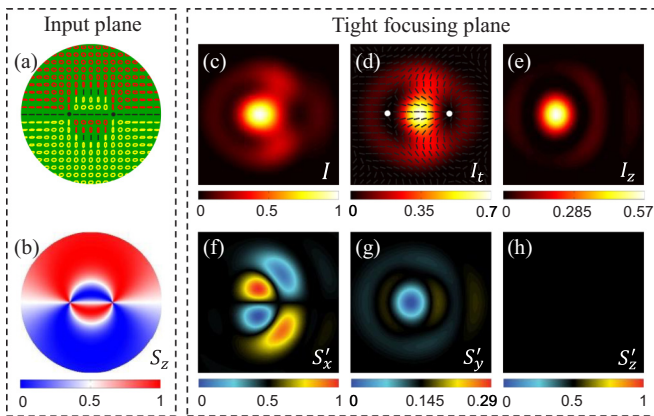 Input plane
Tight focusing plane
(a)
(c)
I
0 0.5 1
(d)
I_t
0 0.35 0.7
(e)
I_z
0 0.285 0.57
(b)
S_z
0 0.5 1
(f)
S′_x
0 0.5 1
(g)
S′_y
0 0.145 0.29
(h)
S′_z
0 0.5 1